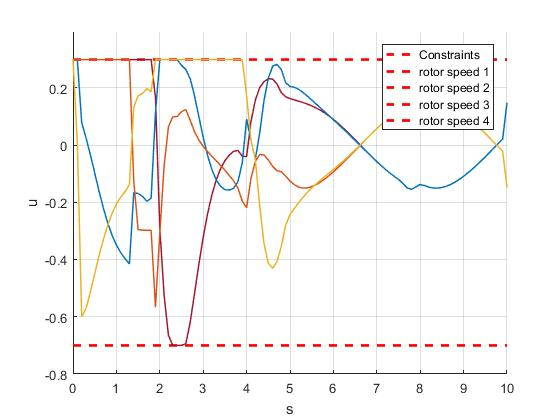 Constraints
rotor speed 1
rotor speed 2
rotor speed 3
rotor speed 4
0.2
0
-0.2
-0.4
-0.6
-0.8
u
0 1 2 3 4 5 6 7 8 9 10
s